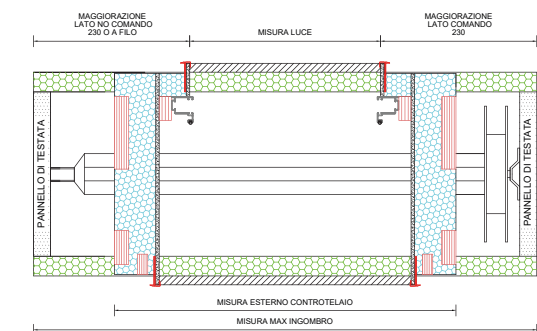 MAGGIORAZIONE
LATO NO COMANDO
230 O A FILO
MISURA LUCE
MAGGIORAZIONE
LATO COMANDO
230
PANNELLO DI TESTATA
PANNELLO DI TESTATA
MISURA ESTERNO CONTROTELAIO
MISURA MAX INGOMBRO